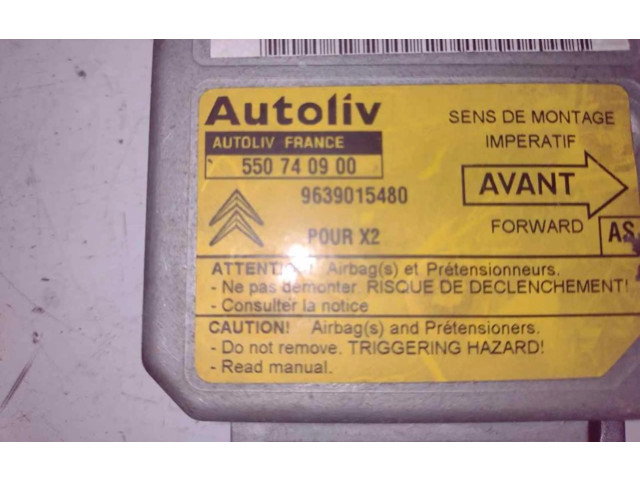 Autoliv
AUTOLIV FRANCE
550 74 09 00
9639015480
POUR X2
SENS DE MONTAGE
IMPERATIF
AVANT
FORWARD
AS
ATTENTION! Airbag(s) et Prétensionneurs.
- Ne pas démonter. RISQUE DE DECLENCHEMENT!
- Consulter la notice
CAUTION! Airbag(s) and Prétensioners.
- Do not remove. TRIGGERING HAZARD!
- Read manual.